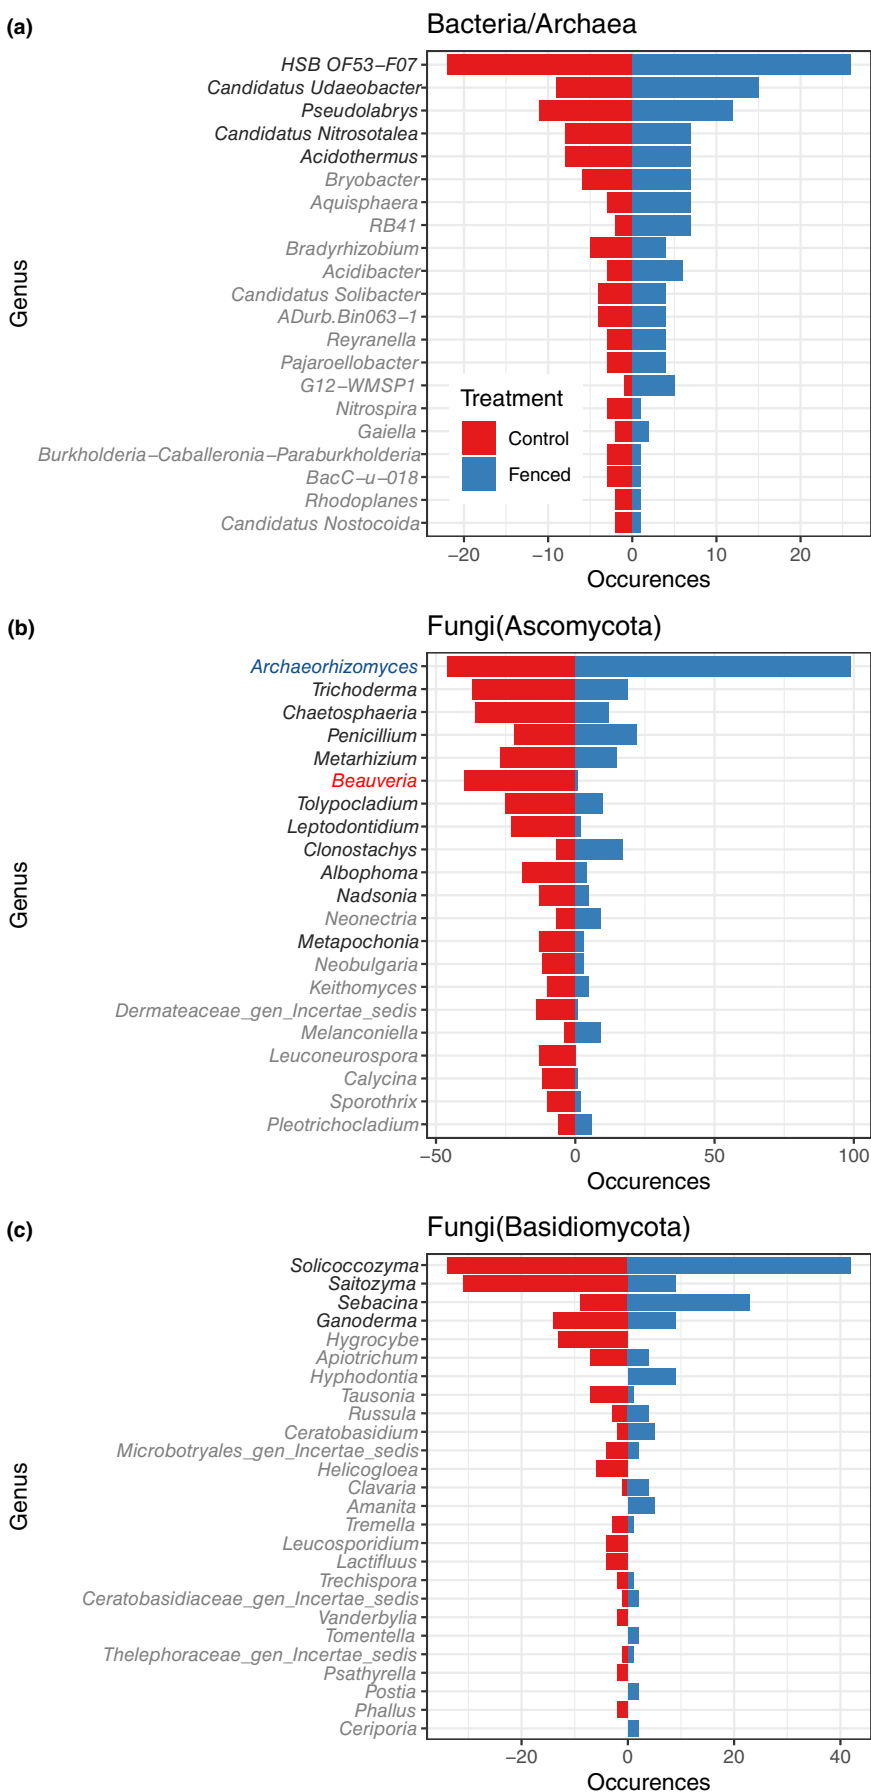 (a)
Bacteria/Archaea
Genus
HSB OF53−F07
Candidatus Udaeobacter
Pseudolabrys
Candidatus Nitrosotalea
Acidothermus
Bryobacter
Aquisphaera
RB41
Bradyrhizobium
Acidibacter
Candidatus Solibacter
ADurb.Bin063−1
Reyranella
Pajaroellobacter
G12−WMSP1
Nitrospira
Gaiella
Burkholderia−Caballeronia−Paraburkholderia
BacC−u−018
Rhodoplanes
Candidatus Nostocoida
Treatment
Control
Fenced
−20 −10 0 10 20
Occurences
(b)
Fungi(Ascomycota)
Genus
Archaeorhizomyces
Trichoderma
Chaetosphaeria
Penicillium
Metarhizium
Beauveria
Tolypocladium
Leptodontidium
Clonostachys
Albophoma
Nadsonia
Neonectria
Metapochonia
Neobulgaria
Keithomyces
Dermateaceae_gen_Incertae_sedis
Melanconiella
Leuconeurospora
Calycina
Sporothrix
Pleotrichocladium
−50 0 50 100
Occurences
(c)
Fungi(Basidiomycota)
Genus
Solicoccozyma
Saitozyma
Sebacina
Ganoderma
Hygrocybe
Apiotrichum
Hyphodontia
Tausonia
Russula
Ceratobasidium
Microbotryales_gen_Incertae_sedis
Helicogloea
Clavaria
Amanita
Tremella
Leucosporidium
Lactifluus
Trechispora
Ceratobasidiaceae_gen_Incertae_sedis
Vanderbylia
Tomentella
Thelephoraceae_gen_Incertae_sedis
Psathyrella
Postia
Phallus
Ceriporia
−20 0 20 40
Occurences